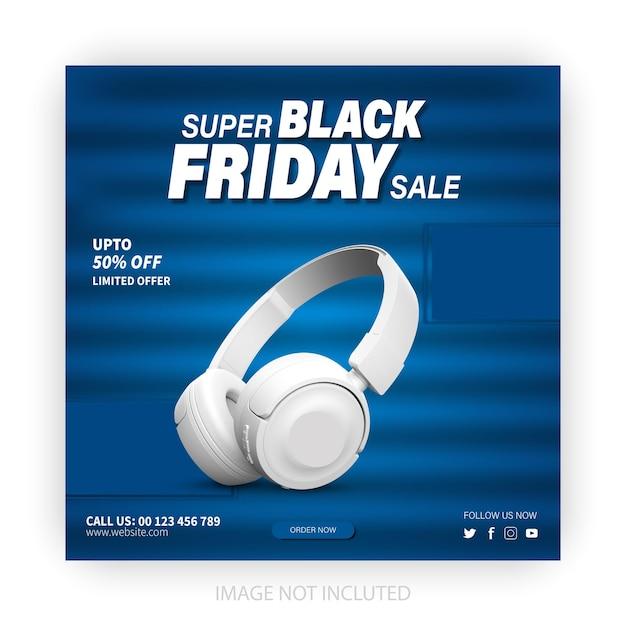 SUPER BLACK
FRIDAY SALE
UPTO
50% OFF
LIMITED OFFER
CALL US: 00 123 456 789
www.website.com
ORDER NOW
FOLLOW US NOW
IMAGE NOT INCLUTED